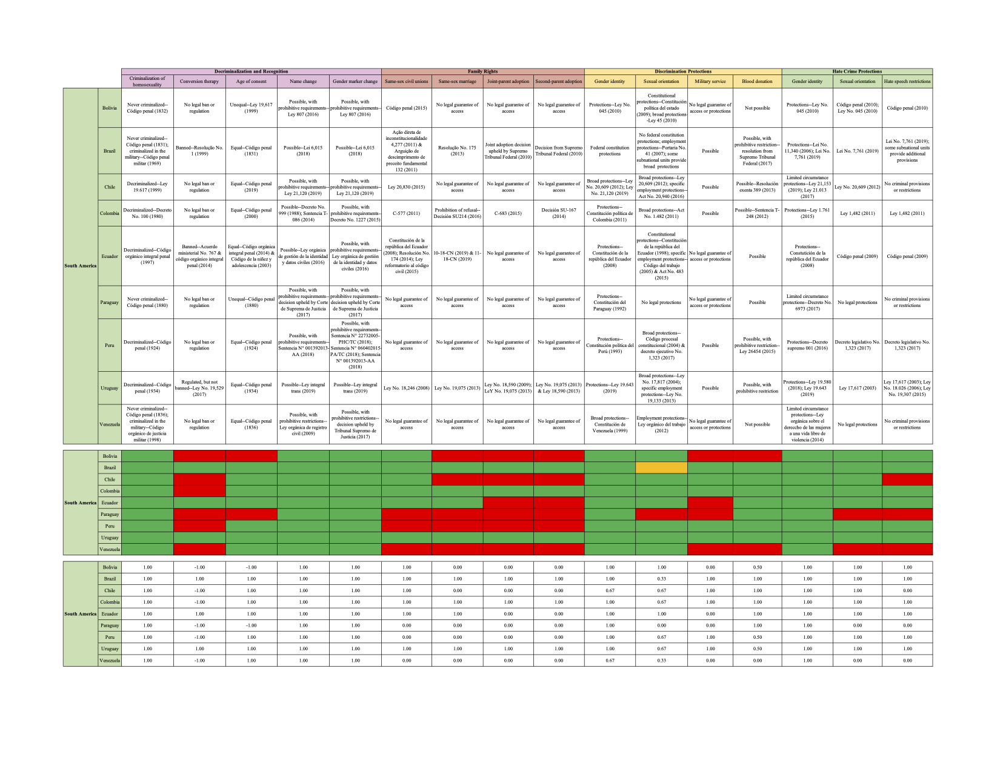 Decriminalization and Recognition | Family Rights | Discrimination Protections | Hate Crime Protections
Criminalization of homosexuality | Conversion therapy | Age of consent | Name change | Gender marker change | Same-sex civil unions | Same-sex marriage | Joint-parent adoption | Second-parent adoption | Gender identity | Sexual orientation | Military service | Blood donation | Gender identity | Sexual orientation | Hate speech restrictions
South America
Bolivia | Never criminalized--Código penal (1832) | No legal ban or regulation | Unequal--Ley 19,617 (1999) | Possible, with prohibitive requirements--Ley 807 (2016) | Possible, with prohibitive requirements--Ley 807 (2016) | Código penal (2015) | No legal guarantee of access | No legal guarantee of access | No legal guarantee of access | Protections--Ley No. 045 (2010) | Constitutional protections--Constitución política del estado (2009); broad protections--Ley 45 (2010) | No legal guarantee of access or protections | Not possible | Protections--Ley No. 045 (2010) | Código penal (2010); Ley No. 045 (2010) | Código penal (2010)
Brazil | Never criminalized--Código penal (1831); criminalized in the military--Código penal militar (1969) | Banned--Resolução No. 1 (1999) | Equal--Código penal (1831) | Possible--Lei 6,015 (2018) | Possible--Lei 6,015 (2018) | Ação direta de inconstitucionalidade 4,277 (2011) & Arguição de descimprimento de preceito fundamental 132 (2011) | Resolução No. 175 (2013) | Joint adoption decision upheld by Supremo Tribunal Federal (2010) | Decision from Supremo Tribunal Federal (2010) | Federal constitution protections | No federal constitution protections; employment protections--Portaria No. 41 (2007); some subnational units provide broad protections | Possible | Possible, with prohibitive restriction--resolution from Supremo Tribunal Federal (2017) | Protections--Lei No. 11,340 (2006); Lei No. 7,761 (2019) | Lei No. 7,761 (2019) | Lei No. 7,761 (2019); some subnational units provide additional provisions
Chile | Decriminalized--Ley 19.617 (1999) | No legal ban or regulation | Equal--Código penal (2019) | Possible, with prohibitive requirements--Ley 21,120 (2019) | Possible, with prohibitive requirements--Ley 21,120 (2019) | Ley 20,830 (2015) | No legal guarantee of access | No legal guarantee of access | No legal guarantee of access | Broad protections--Ley No. 20,609 (2012); Ley No. 21,120 (2019) | Broad protections--Ley 20,609 (2012); specific employment protections--Act No. 20,940 (2016) | Possible | Possible--Resolución exenta 389 (2013) | Limited circumstance protections--Ley 21,153 (2019); Ley 21.013 (2017) | Ley No. 20,609 (2012) | No criminal provisions or restrictions
Colombia | Decriminalized--Decreto No. 100 (1980) | No legal ban or regulation | Equal--Código penal (2000) | Possible--Decreto No. 999 (1988); Sentencia T-086 (2014) | Possible, with prohibitive requirements--Decreto No. 1227 (2015) | C-577 (2011) | Prohibition of refusal--Decisión SU214 (2016) | C-683 (2015) | Decisión SU-167 (2014) | Protections--Constitución política de Colombia (2011) | Broad protections--Act No. 1.482 (2011) | Possible | Possible--Sentencia T-248 (2012) | Protections--Ley 1.761 (2015) | Ley 1,482 (2011) | Ley 1,482 (2011)
Ecuador | Decriminalized--Código orgánico integral penal (1997) | Banned--Acuerdo ministerial No. 767 & código orgánico integral penal (2014) | Equal--Código orgánica integral penal (2014) & Código de la niñez y adolescencia (2003) | Possible--Ley orgánica de gestión de la identidad y datos civiles (2016) | Possible, with prohibitive requirements--Ley orgánica de gestión de la identidad y datos civiles (2016) | Constitución de la república del Ecuador (2008); Resolución No. 174 (2014); Ley reformatorio al código civil (2015) | 10-18-CN (2019) & 11-18-CN (2019) | No legal guarantee of access | No legal guarantee of access | Protections--Constitución de la república del Ecuador (2008) | Constitutional protections--Constitución de la república del Ecuador (1998); specific employment protections--Código del trabajo (2005) & Act No. 483 (2015) | No legal guarantee of access or protections | Possible | Protections--Constutición de la república del Ecuador (2008) | Código penal (2009) | Código penal (2009)
Paraguay | Never criminalized--Código penal (1880) | No legal ban or regulation | Unequal--Código penal (1880) | Possible, with prohibitive requirements--decision upheld by Corte de Suprema de Justicia (2017) | Possible, with prohibitive requirements--decision upheld by Corte de Suprema de Justicia (2017) | No legal guarantee of access | No legal guarantee of access | No legal guarantee of access | No legal guarantee of access | Protections--Constitución del Paraguay (1992) | No legal protections | No legal guarantee of access or protections | Possible | Limited circumstance protections--Decreto No. 6973 (2017) | No legal protections | No criminal provisions or restrictions
Peru | Decriminalized--Código penal (1924) | No legal ban or regulation | Equal--Código penal (1924) | Possible, with prohibitive requirements--Sentencia N° 001392013-AA (2018) | Possible, with prohibitive requirements--Sentencia N° 22732005-PHC/TC (2018); Sentencia N° 060402015-PA/TC (2018); Sentencia N° 001392013-AA (2018) | No legal guarantee of access | No legal guarantee of access | No legal guarantee of access | No legal guarantee of access | Protections--Constitución política del Perú (1993) | Broad protections--Código procesal constitucional (2004) & decreto ejecutivo No. 1,323 (2017) | Possible | Possible, with prohibitive restriction--Ley 26454 (2015) | Protections--Decreto supremo 001 (2016) | Decreto legislativo No. 1,323 (2017) | Decreto legislativo No. 1,323 (2017)
Uruguay | Decriminalized--Código penal (1934) | Regulated, but not banned--Ley No. 19,529 (2017) | Equal--Código penal (1934) | Possible--Ley integral trans (2019) | Possible--Ley integral trans (2019) | Ley No. 18,246 (2008) | Ley No. 19,075 (2013) | Ley No. 18,590 (2009); LeY No. 19,075 (2013) | Ley No. 19,075 (2013) & Ley 18,590 (2013) | Protections--Ley 19.643 (2019) | Broad protections--Ley No. 17,817 (2004); specific employment protections--Ley No. 19,133 (2013) | Possible | Possible, with prohibitive restriction | Protections--Ley 19.580 (2018); Ley 19.643 (2019) | Ley 17,617 (2003) | Ley 17,617 (2003); Ley No. 18.026 (2006); Ley No. 19,307 (2015)
Venezuela | Never criminalized--Código penal (1836); criminalized in the military--Código orgánico de justicia militar (1998) | No legal ban or regulation | Equal--Código penal (1836) | Possible, with prohibitive restrictions--Ley orgánica de registro civil (2009) | Possible, with prohibitive restrictions--decision upheld by Tribunal Supremo de Justicia (2017) | No legal guarantee of access | No legal guarantee of access | No legal guarantee of access | No legal guarantee of access | Broad protections--Constitución de Venezuela (1999) | Employment protections--Ley orgánico del trabajo (2012) | No legal guarantee of access or protections | Not possible | Limited circumstance protections--Ley orgánica sobre el dereccho de las mujeres a una vida libre de violencia (2014) | No legal protections | No criminal provisions or restrictions
South America
Bolivia
Brazil
Chile
Colombia
Ecuador
Paraguay
Peru
Uruguay
Venezuela
South America
Bolivia | 1.00 | -1.00 | -1.00 | 1.00 | 1.00 | 1.00 | 0.00 | 0.00 | 0.00 | 1.00 | 1.00 | 0.00 | 0.50 | 1.00 | 1.00 | 1.00
Brazil | 1.00 | 1.00 | 1.00 | 1.00 | 1.00 | 1.00 | 1.00 | 1.00 | 1.00 | 1.00 | 0.33 | 1.00 | 1.00 | 1.00 | 1.00 | 1.00
Chile | 1.00 | -1.00 | 1.00 | 1.00 | 1.00 | 1.00 | 0.00 | 0.00 | 0.00 | 0.67 | 0.67 | 1.00 | 1.00 | 1.00 | 1.00 | 0.00
Colombia | 1.00 | -1.00 | 1.00 | 1.00 | 1.00 | 1.00 | 1.00 | 1.00 | 1.00 | 1.00 | 0.67 | 1.00 | 1.00 | 1.00 | 1.00 | 1.00
Ecuador | 1.00 | 1.00 | 1.00 | 1.00 | 1.00 | 1.00 | 1.00 | 0.00 | 0.00 | 1.00 | 1.00 | 0.00 | 1.00 | 1.00 | 1.00 | 1.00
Paraguay | 1.00 | -1.00 | -1.00 | 1.00 | 1.00 | 0.00 | 0.00 | 0.00 | 0.00 | 1.00 | 0.00 | 0.00 | 1.00 | 1.00 | 0.00 | 0.00
Peru | 1.00 | -1.00 | 1.00 | 1.00 | 1.00 | 0.00 | 0.00 | 0.00 | 0.00 | 1.00 | 0.67 | 1.00 | 0.50 | 1.00 | 1.00 | 1.00
Uruguay | 1.00 | 1.00 | 1.00 | 1.00 | 1.00 | 1.00 | 1.00 | 1.00 | 1.00 | 1.00 | 0.67 | 1.00 | 0.50 | 1.00 | 1.00 | 1.00
Venezuela | 1.00 | -1.00 | 1.00 | 1.00 | 1.00 | 0.00 | 0.00 | 0.00 | 0.00 | 0.67 | 0.33 | 0.00 | 0.00 | 1.00 | 0.00 | 0.00